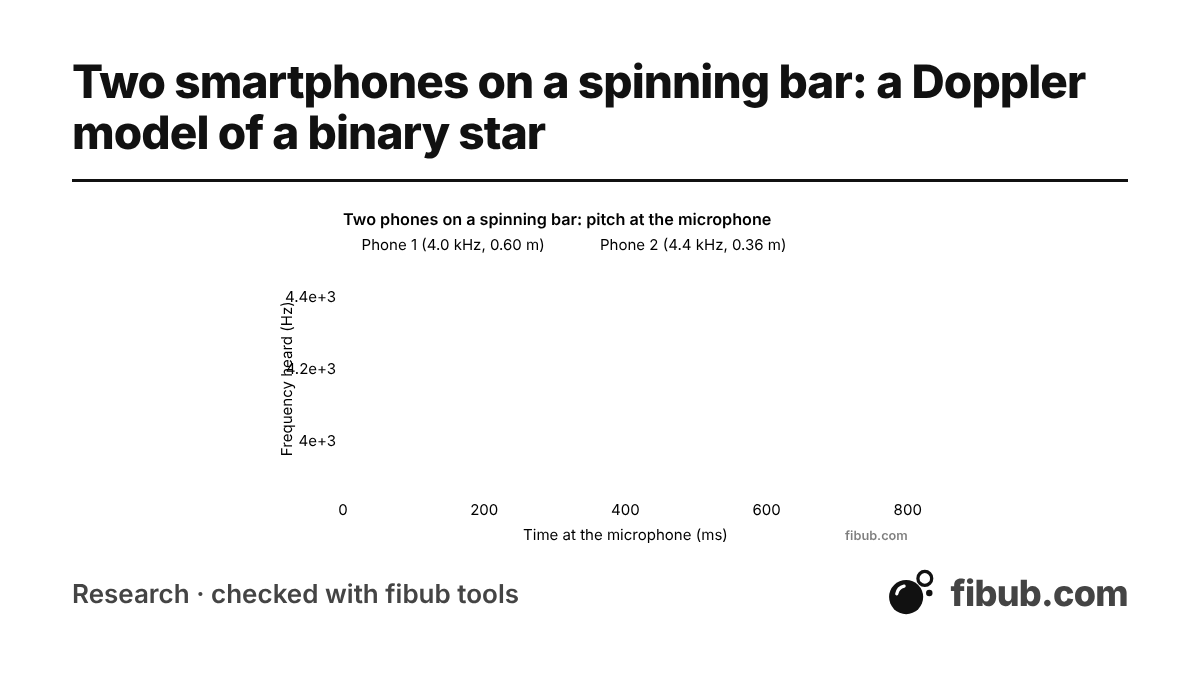 Two smartphones on a spinning bar: a Doppler
model of a binary star
Two phones on a spinning bar: pitch at the microphone
Phone 1 (4.0 kHz, 0.60 m)
Phone 2 (4.4 kHz, 0.36 m)
Frequency heard (Hz)
4.4e+3
4.2e+3
4e+3
0 200 400 600 800
Time at the microphone (ms)
fibub.com
Research · checked with fibub tools
fibub.com